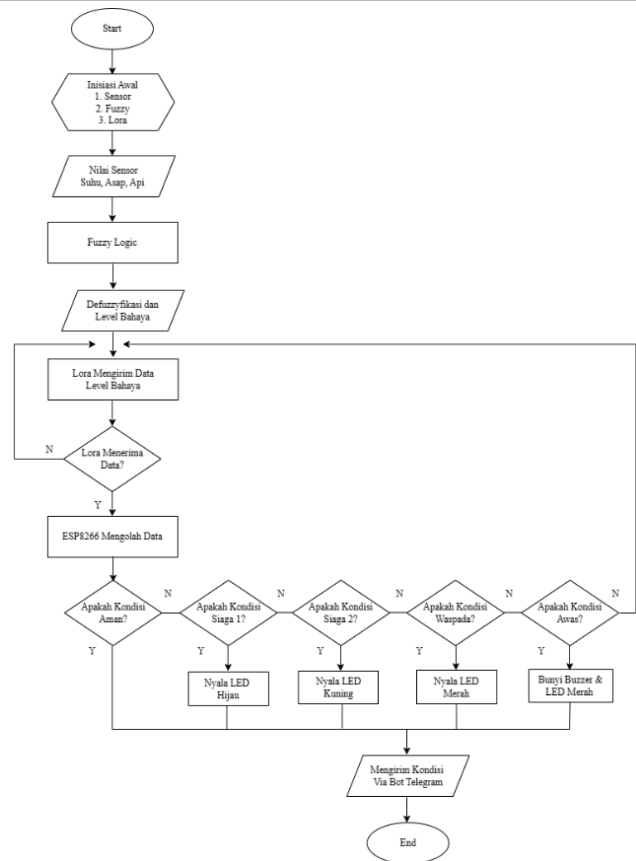 Start
Inisiasi Awal
1. Sensor
2. Fuzzy
3. Lora
Nilai Sensor
Suhu, Asap, Api
Fuzzy Logic
Defuzzyfikasi dan
Level Bahaya
Lora Mengirim Data
Level Bahaya
N
Lora Menerima
Data?
Y
ESP8266 Mengolah Data
Apakah Kondisi
Aman?
N
Y
Apakah Kondisi
Siaga 1?
N
Y
Nyala LED
Hijau
Apakah Kondisi
Siaga 2?
N
Y
Nyala LED
Kuning
Apakah Kondisi
Waspada?
N
Y
Nyala LED
Merah
Apakah Kondisi
Awas?
N
Y
Bunyi Buzzer &
LED Merah
Mengirim Kondisi
Via Bot Telegram
End